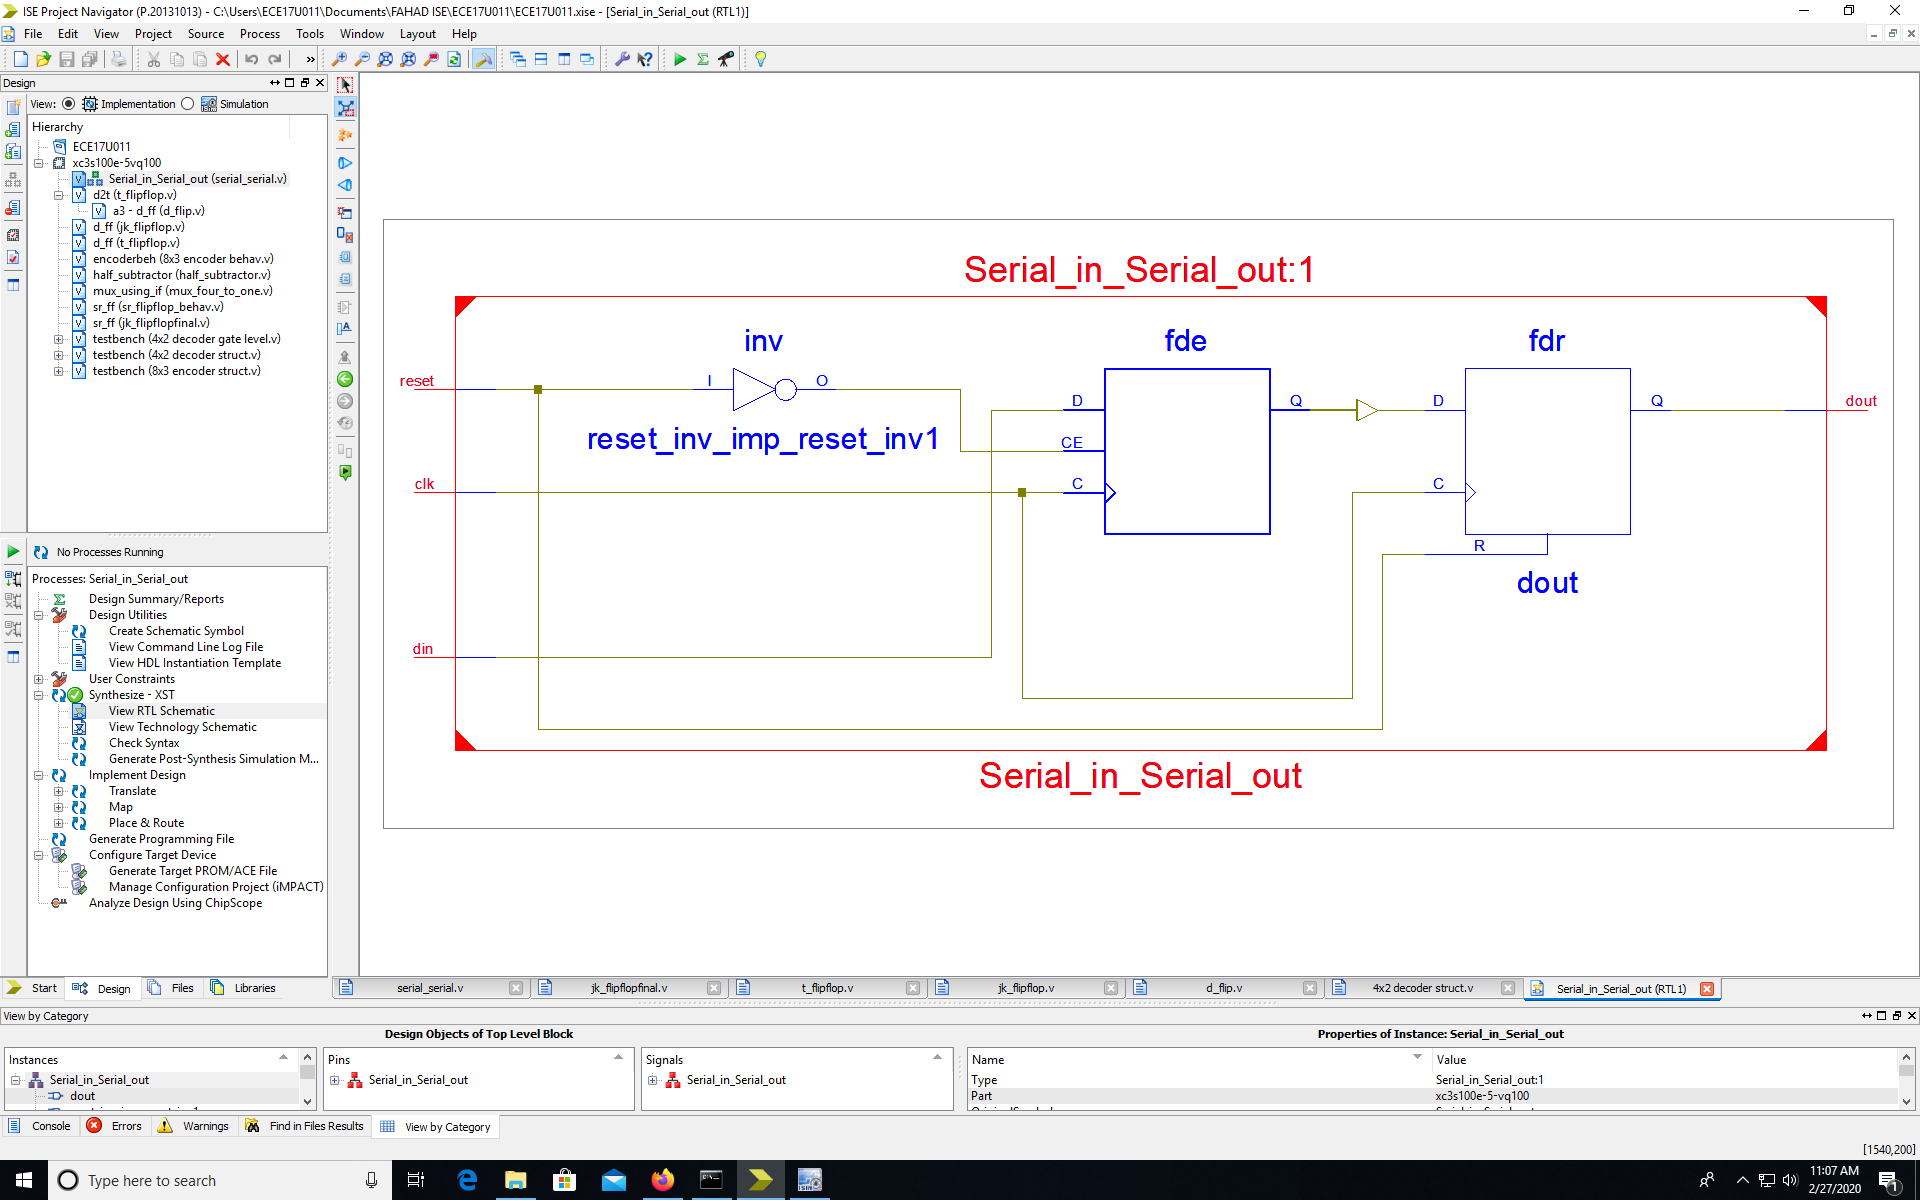 ISE Project Navigator (P.20131013) - C:\Users\ECE17U011\Documents\FAHAD ISE\ECE17U011\ECE17U011.xise - [Serial_in_Serial_out (RTL1)]
File Edit View Project Source Process Tools Window Layout Help
Design
View: Implementation Simulation
Hierarchy
ECE17U011
xc3s100e-5vq100
Serial_in_Serial_out (serial_serial.v)
d2t (t_flipflop.v)
a3 - d_ff (d_flip.v)
d_ff (jk_flipflop.v)
d_ff (t_flipflop.v)
encoderbeh (8x3 encoder behav.v)
half_subtractor (half_subtractor.v)
mux_using_if (mux_four_to_one.v)
sr_ff (sr_flipflop_behav.v)
sr_ff (jk_flipflopfinal.v)
testbench (4x2 decoder gate level.v)
testbench (4x2 decoder struct.v)
testbench (8x3 encoder struct.v)
No Processes Running
Processes: Serial_in_Serial_out
Design Summary/Reports
Design Utilities
Create Schematic Symbol
View Command Line Log File
View HDL Instantiation Template
User Constraints
Synthesize - XST
View RTL Schematic
View Technology Schematic
Check Syntax
Generate Post-Synthesis Simulation M...
Implement Design
Translate
Map
Place & Route
Generate Programming File
Configure Target Device
Generate Target PROM/ACE File
Manage Configuration Project (iMPACT)
Analyze Design Using ChipScope
Start Design Files Libraries
Serial_in_Serial_out:1
inv fde fdr
reset I O D Q D Q dout
reset_inv_imp_reset_inv1 CE
clk C C
R
dout
din
Serial_in_Serial_out
serial_serial.v jk_flipflopfinal.v t_flipflop.v jk_flipflop.v d_flip.v 4x2 decoder struct.v Serial_in_Serial_out (RTL1)
View by Category
Design Objects of Top Level Block Properties of Instance: Serial_in_Serial_out
Instances Pins Signals Name Value
Serial_in_Serial_out Serial_in_Serial_out Serial_in_Serial_out Type Serial_in_Serial_out:1
dout Part xc3s100e-5-vq100
Console Errors Warnings Find in Files Results View by Category
[1540,200]
Type here to search
11:07 AM
2/27/2020
1